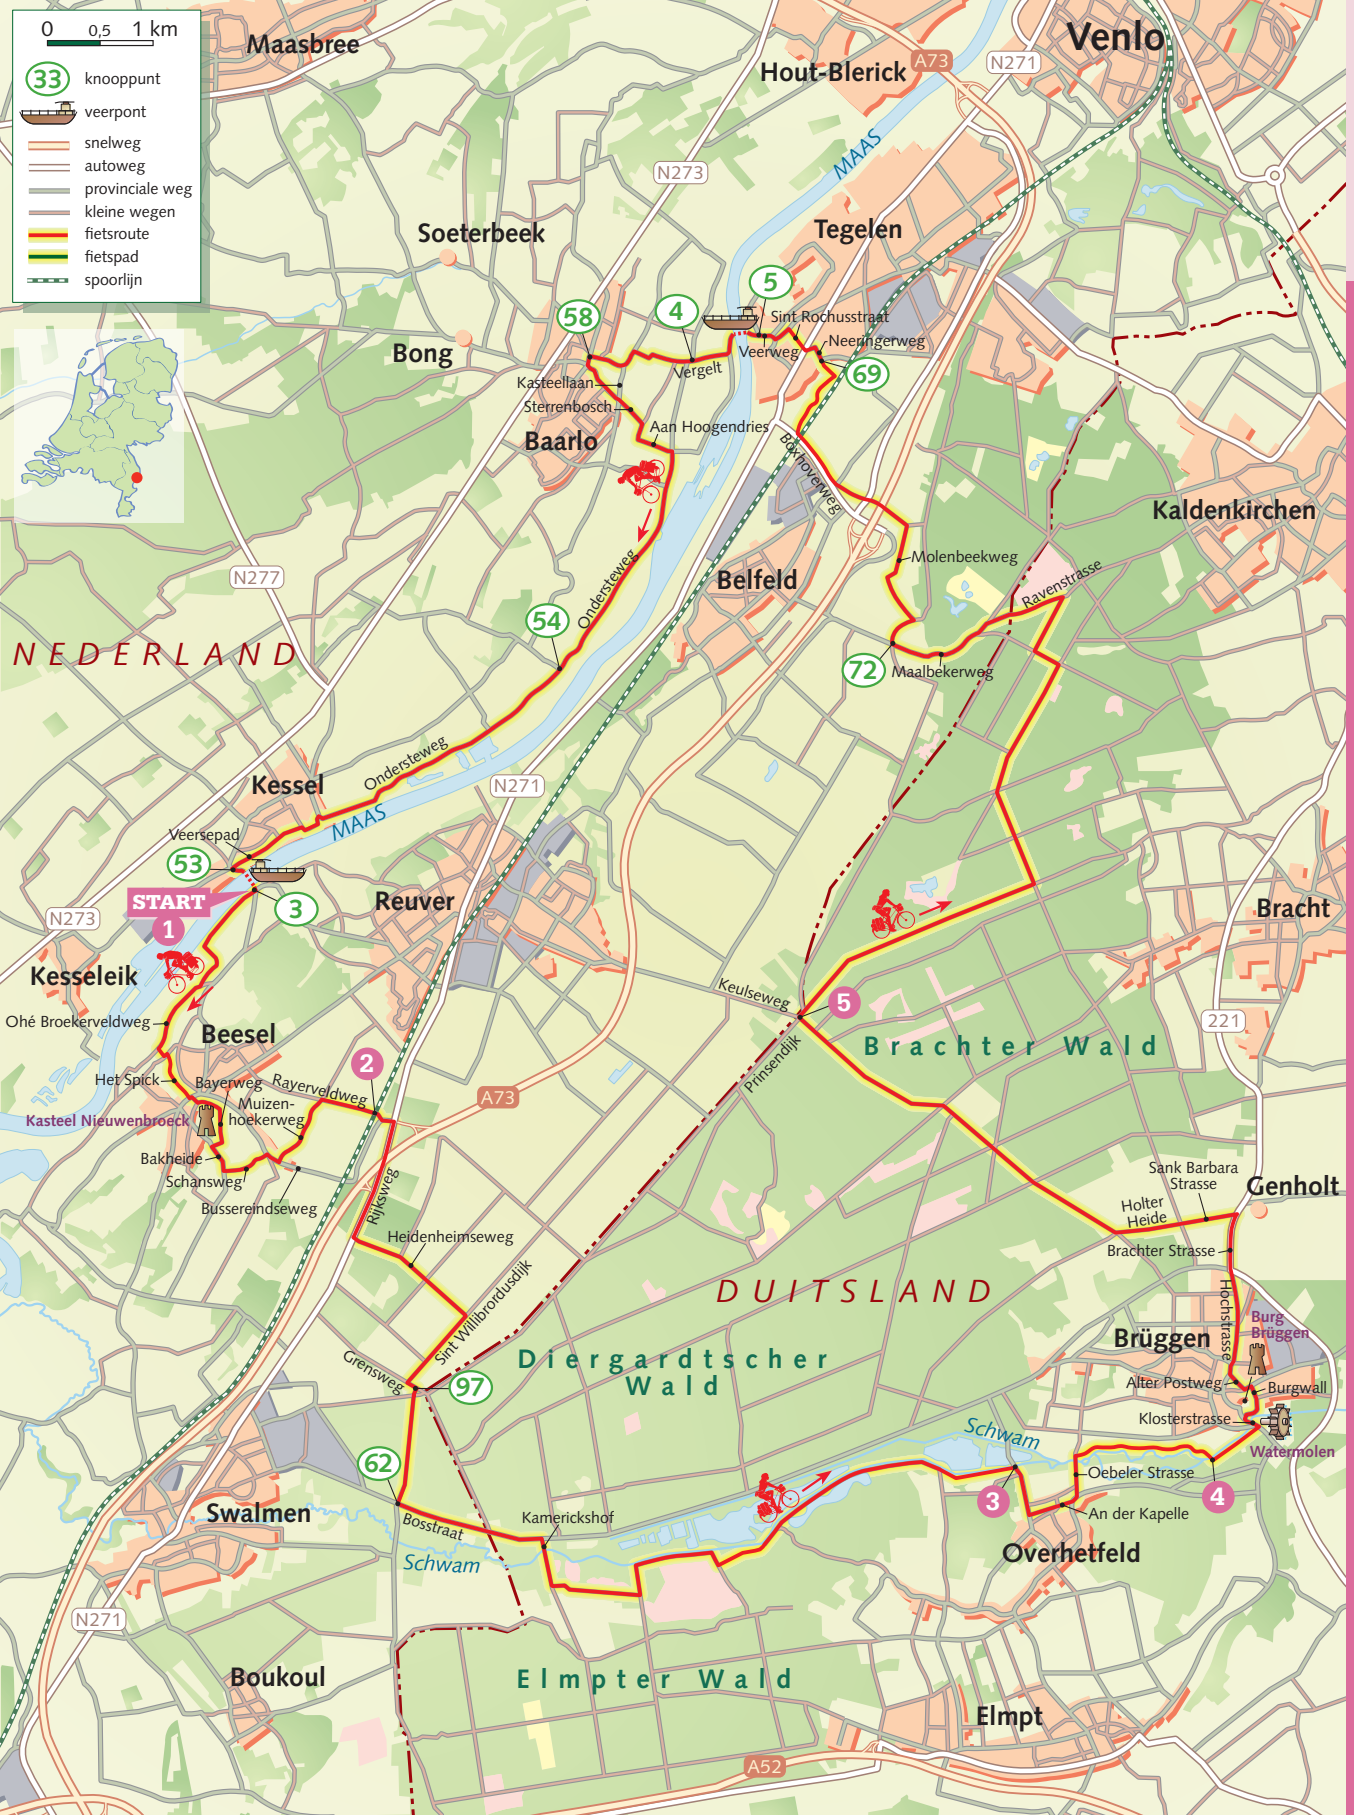 0 0,5 1 km
33 knooppunt
veerpont
snelweg
autoweg
provinciale weg
kleine wegen
fietsroute
fietspad
spoorlijn
Maasbree
Venlo
Hout-Blerick
A73
N271
MAAS
N273
Soeterbeek
Tegelen
5
4
58
Sint Rochusstraat
Neeringerweg
Veerweg
Bong
69
Vergelt
Kasteellaan
Sterrenbosch
Aan Hoogendries
Baarlo
Boxhoverweg
Kaldenkirchen
Molenbeekweg
N277
Belfeld
Ravenstrasse
Ondersteweg
54
NEDERLAND
72
Maalbekerweg
Ondersteweg
Kessel
N271
MAAS
Veersepad
53
START
1
3
Reuver
N273
Bracht
Kesseleik
Keulseweg
5
Ohé Broekerveldweg
Beesel
221
Brachter Wald
Prinsendijk
2
Het Spick
Bayerweg
Rayerveldweg
A73
Muizen-
hoekerweg
Kasteel Nieuwenbroeck
Bakheide
Schansweg
Bussereindseweg
Rijksweg
Sank Barbara
Strasse
Genholt
Holter
Heide
Heidenheimseweg
Brachter Strasse
DUITSLAND
Sint Willibrordusdijk
Hochstrasse
Burg
Brüggen
Brüggen
Diergardtscher
Wald
Grensweg
97
Alter Postweg
Burgwall
Klosterstrasse
Schwam
Watermolen
62
Oebeler Strasse
3
4
Swalmen
Bosstraat
Kamerickshof
An der Kapelle
Overhetfeld
Schwam
N271
Boukoul
Elmpter Wald
Elmpt
A52